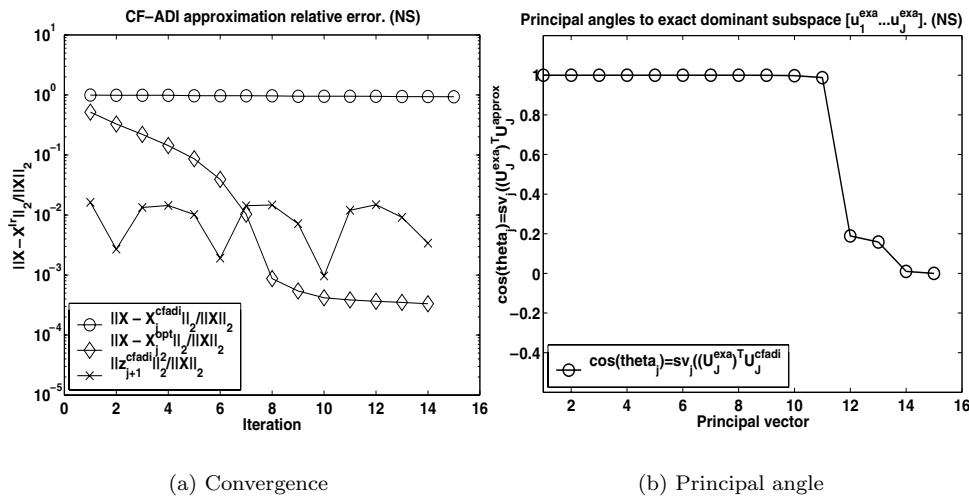 CF−ADI approximation relative error. (NS)
10^1
10^0
10^−1
10^−2
10^−3
10^−4
10^−5
||X − X^lr||_2/||X||_2
||X − X_j^cfadi||_2/||X||_2
||X − X_j^opt||_2/||X||_2
||z_{j+1}^cfadi||_2^2/||X||_2
0 2 4 6 8 10 12 14 16
Iteration
(a) Convergence
Principal angles to exact dominant subspace [u_1^exa...u_J^exa]. (NS)
1
0.8
0.6
0.4
0.2
0
−0.2
−0.4
cos(theta_j)=sv_j((U_J^exa)^T U_J^approx
cos(theta_j)=sv_j((U_J^exa)^T U_J^cfadi
2 4 6 8 10 12 14 16
Principal vector
(b) Principal angle